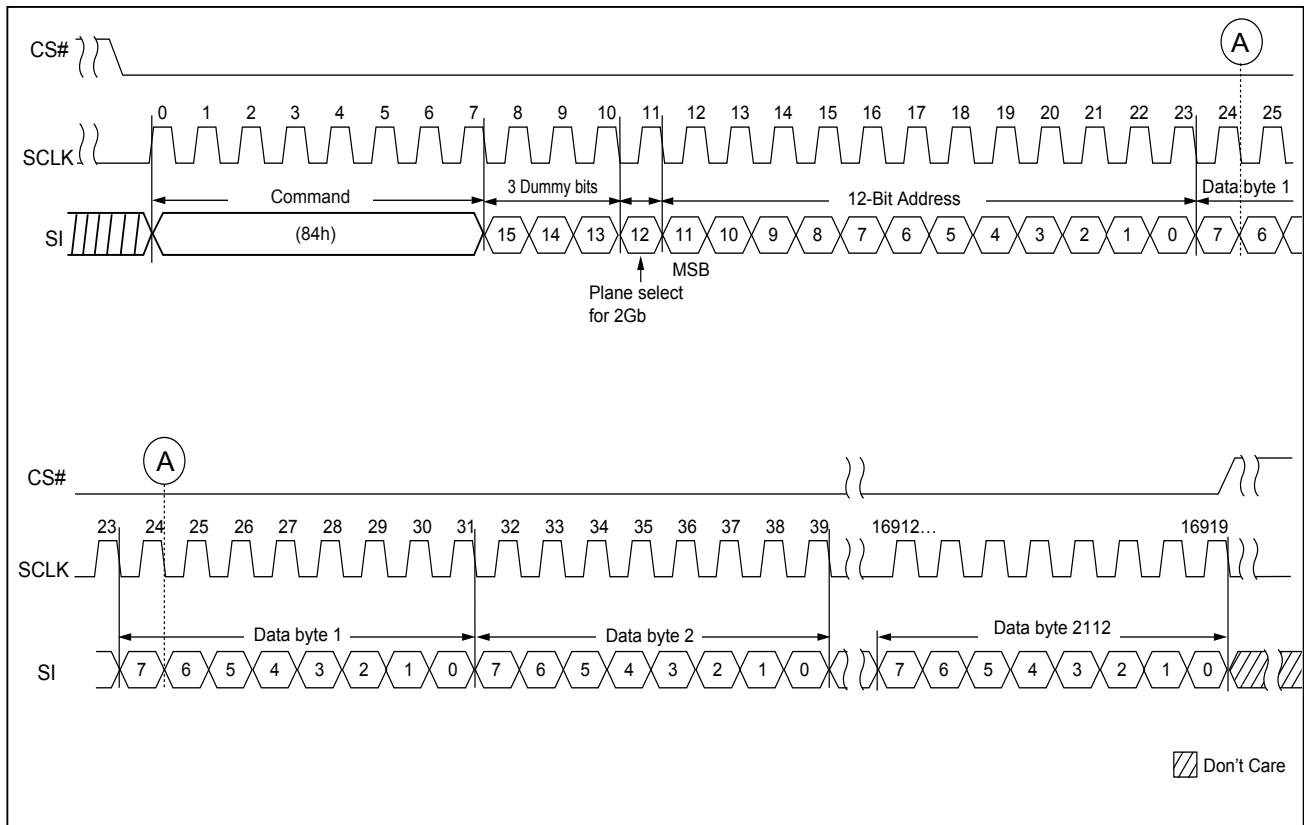 CS#
A
0 1 2 3 4 5 6 7 8 9 10 11 12 13 14 15 16 17 18 19 20 21 22 23 24 25
SCLK
Command 3 Dummy bits 12-Bit Address Data byte 1
SI (84h) 15 14 13 12 11 10 9 8 7 6 5 4 3 2 1 0 7 6
MSB
Plane select
for 2Gb
A
CS#
23 24 25 26 27 28 29 30 31 32 33 34 35 36 37 38 39 16912... 16919
SCLK
Data byte 1 Data byte 2 Data byte 2112
SI 7 6 5 4 3 2 1 0 7 6 5 4 3 2 1 0 7 6 5 4 3 2 1 0
Don't Care